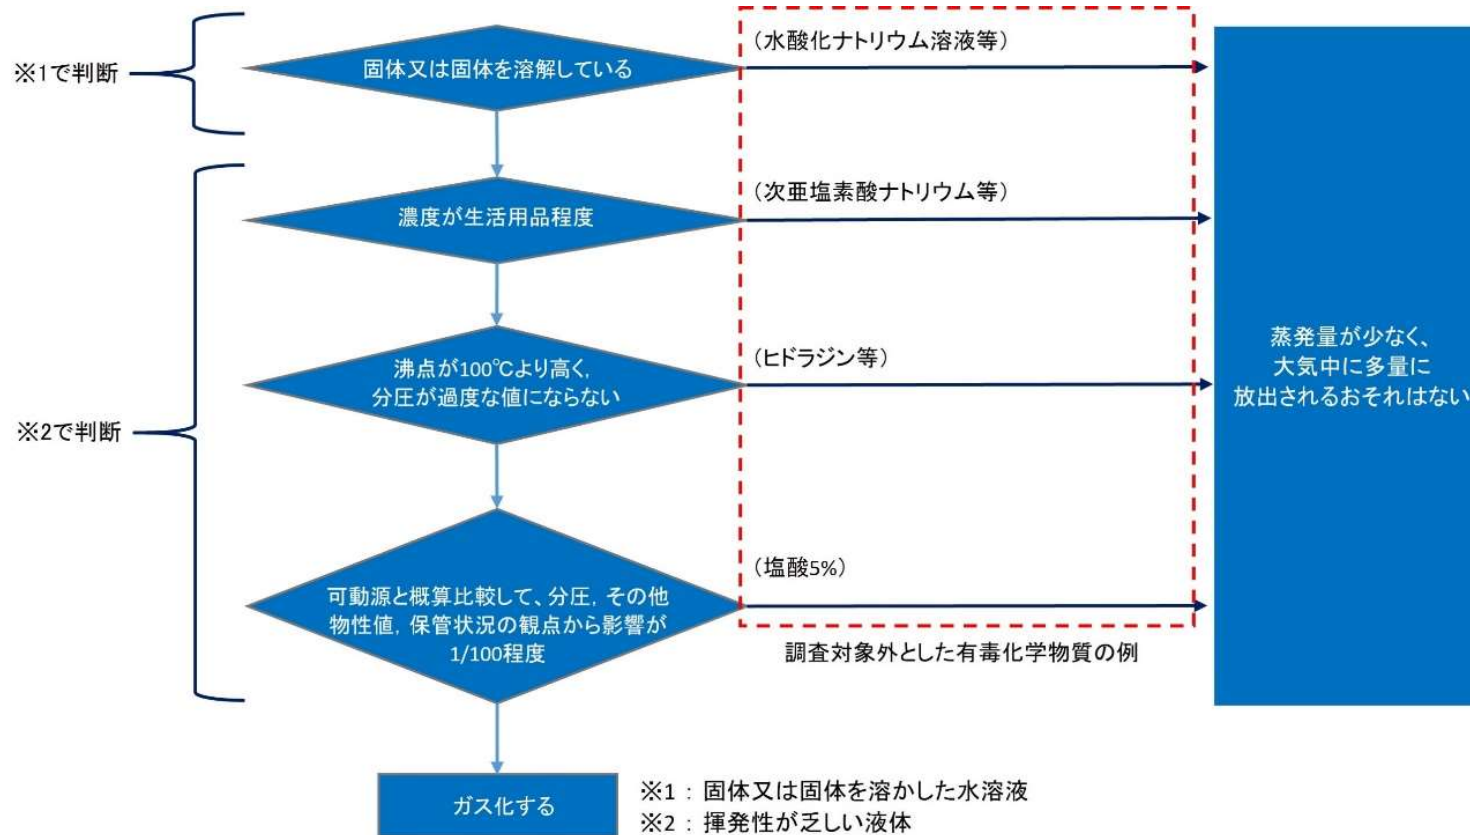 ※1で判断
固体又は固体を溶解している
（水酸化ナトリウム溶液等）
濃度が生活用品程度
（次亜塩素酸ナトリウム等）
※2で判断
沸点が100℃より高く，
分圧が過度な値にならない
（ヒドラジン等）
蒸発量が少なく、
大気中に多量に
放出されるおそれはない
可動源と概算比較して、分圧，その他
物性値，保管状況の観点から影響が
1/100程度
（塩酸5%）
調査対象外とした有毒化学物質の例
ガス化する
※1 : 固体又は固体を溶かした水溶液
※2 : 揮発性が乏しい液体